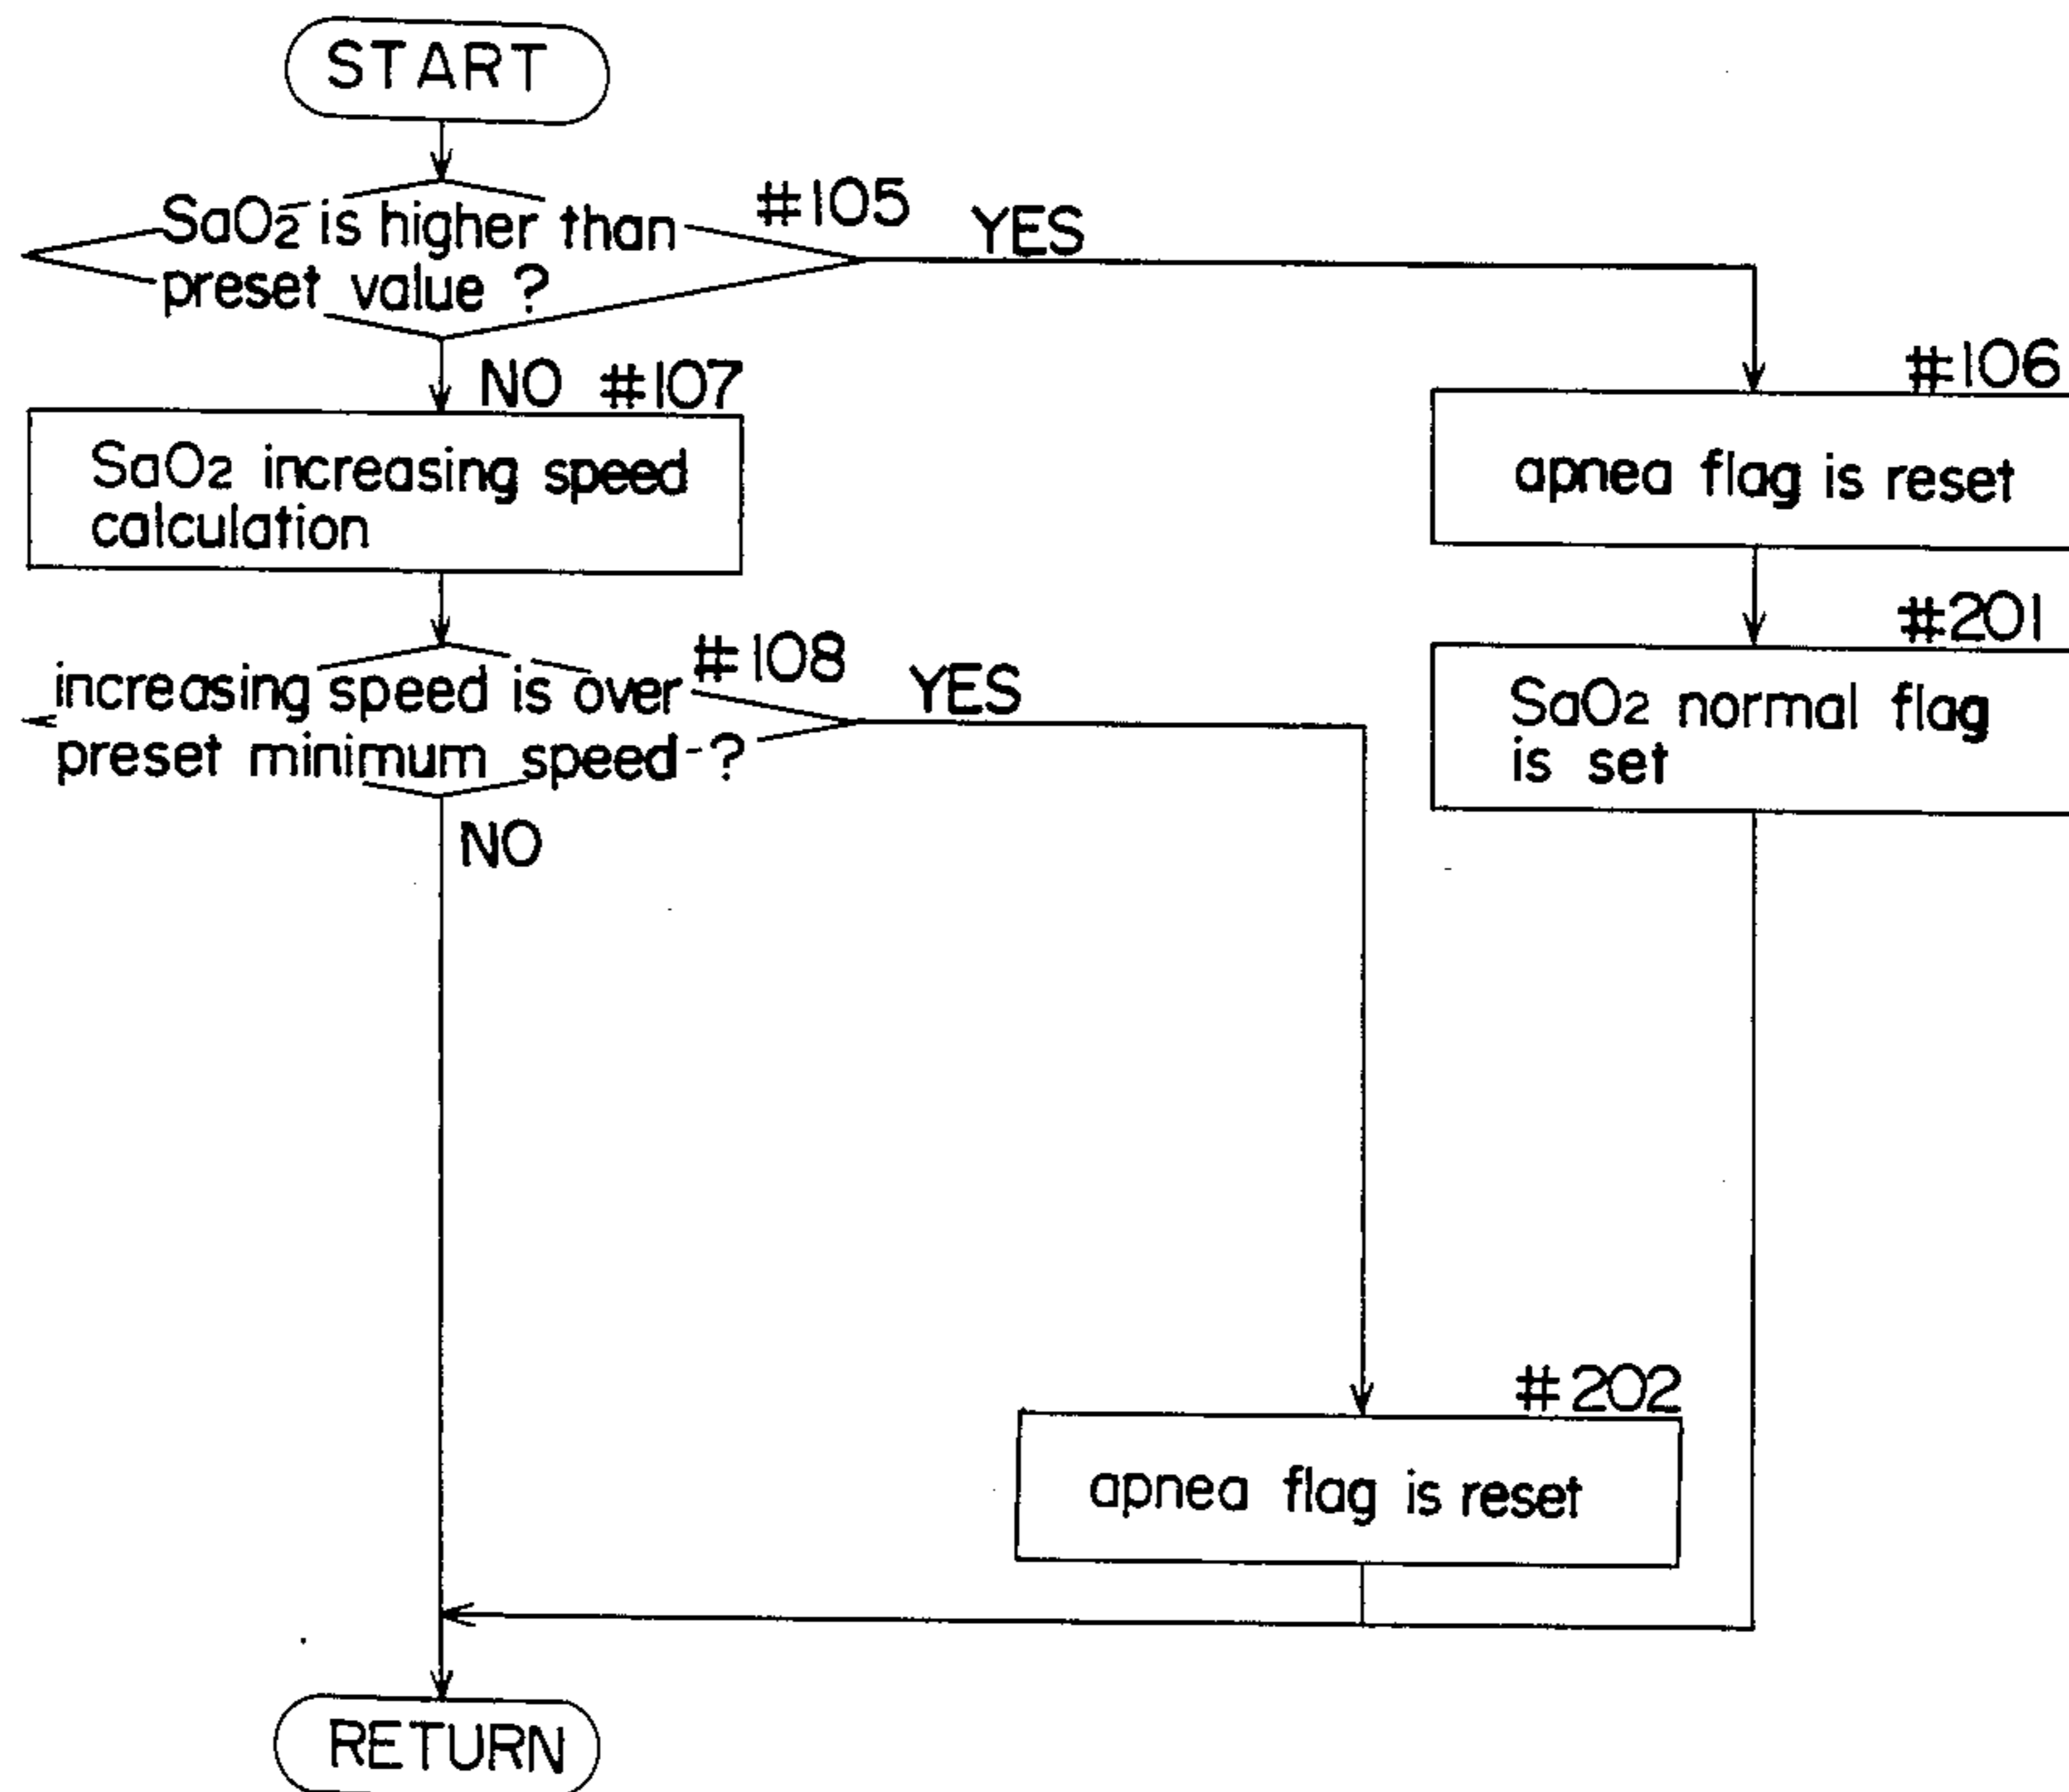 START
SaO2 is higher than
preset value ?
#105
YES
NO
#107
#106
SaO2 increasing speed
calculation
apnea flag is reset
#201
increasing speed is over
preset minimum speed ?
#108
YES
SaO2 normal flag
is set
NO
#202
apnea flag is reset
RETURN